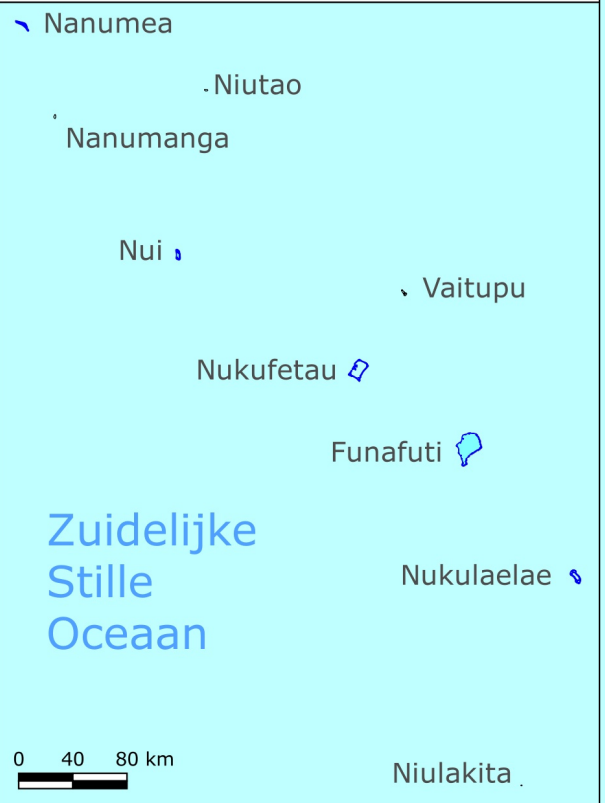 Nanumea
Niutao
Nanumanga
Nui
Vaitupu
Nukufetau
Funafuti
Zuidelijke
Stille
Oceaan
Nukulaelae
0 40 80 km
Niulakita